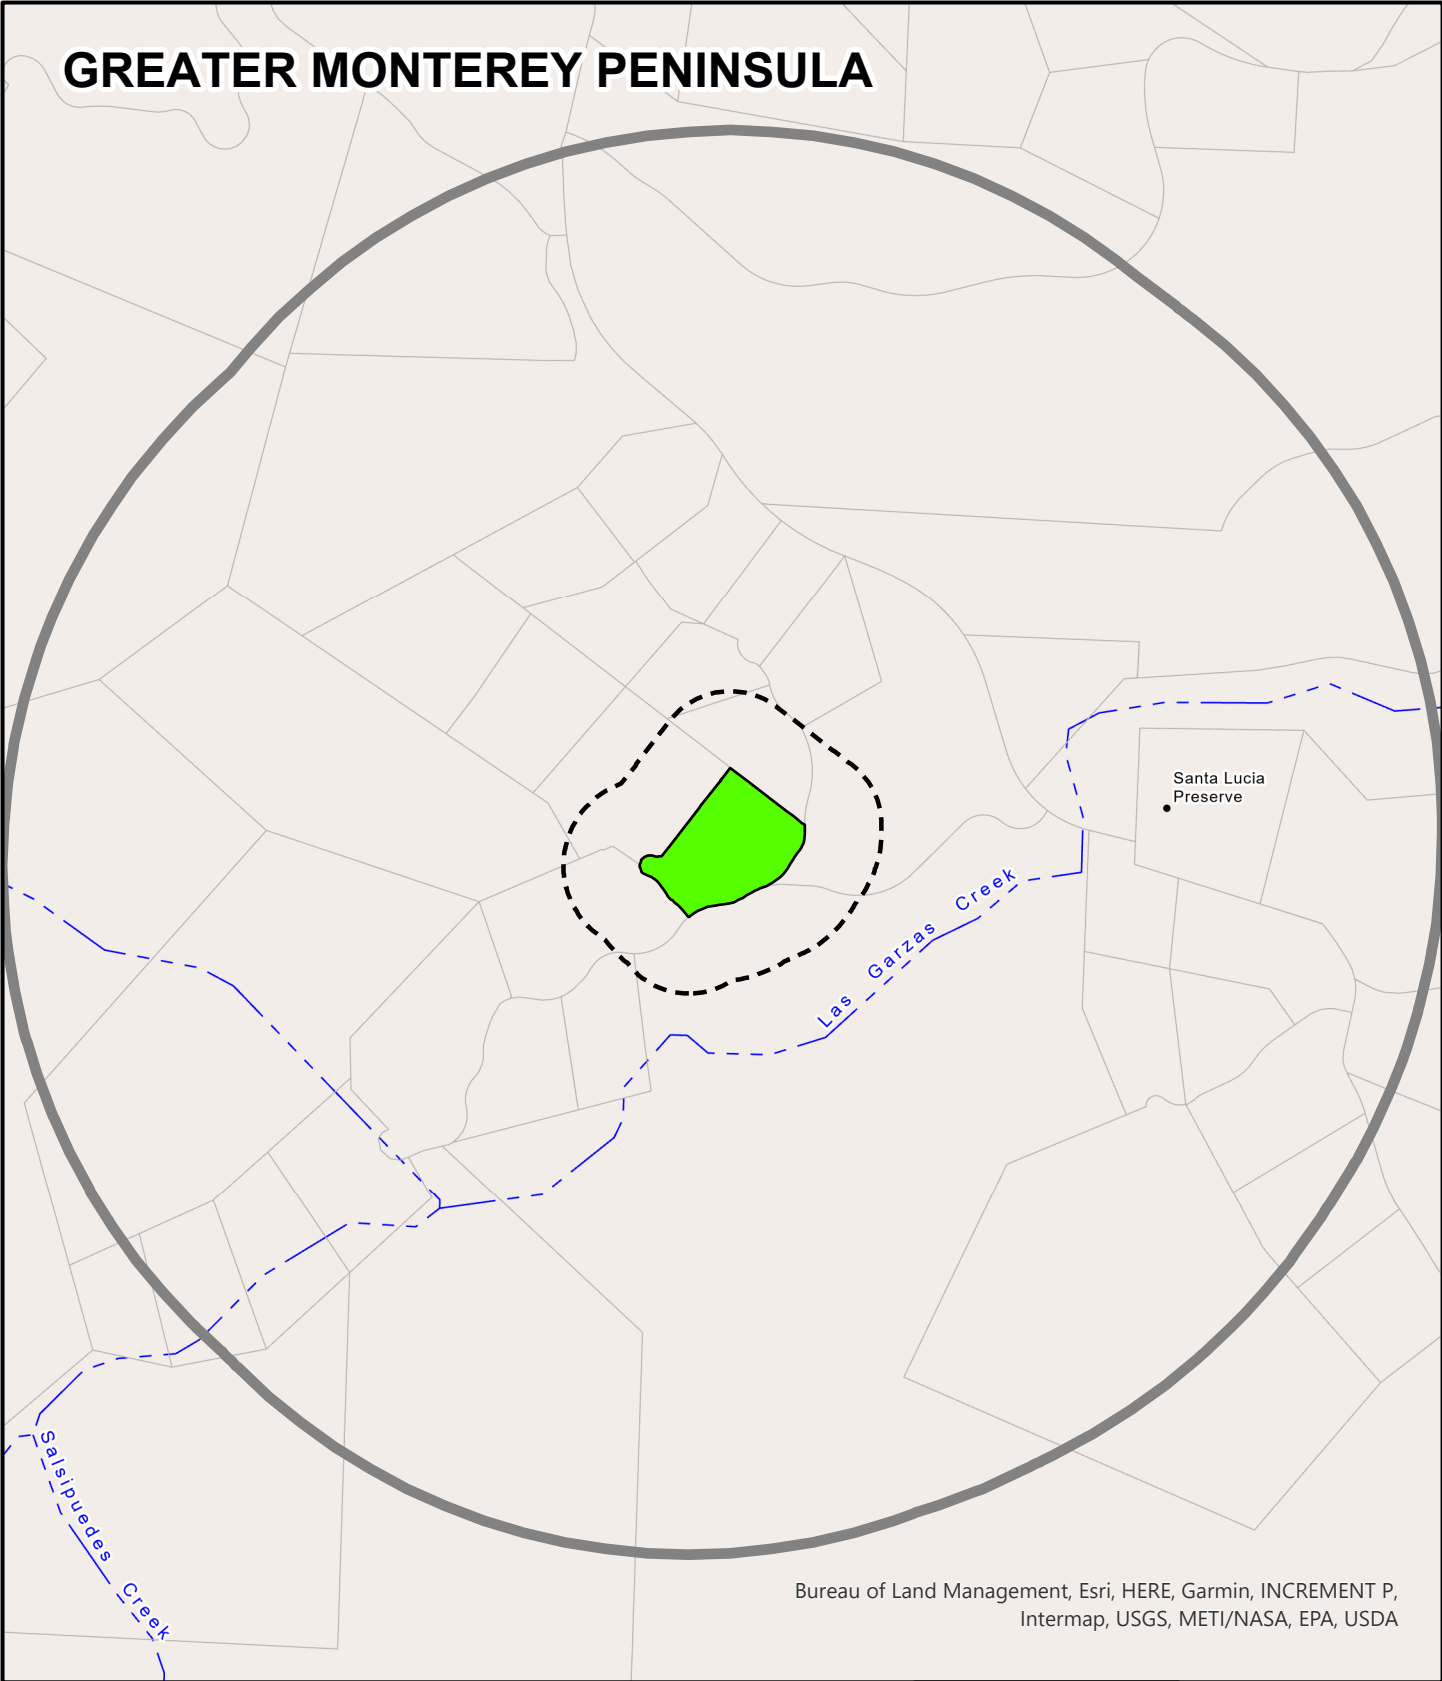 GREATER MONTEREY PENINSULA
Santa Lucia
Preserve
Las Garzas Creek
Salsipuedes Creek
Bureau of Land Management, Esri, HERE, Garmin, INCREMENT P,
Intermap, USGS, METI/NASA, EPA, USDA